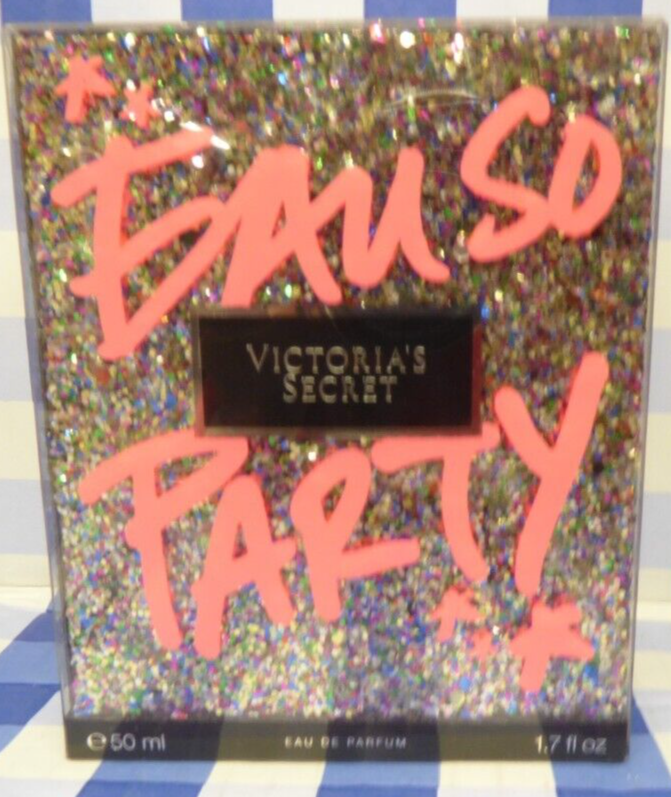 EAU SO
VICTORIA'S
SECRET
PARTY
℮50 ml EAU DE PARFUM 1.7 fl oz